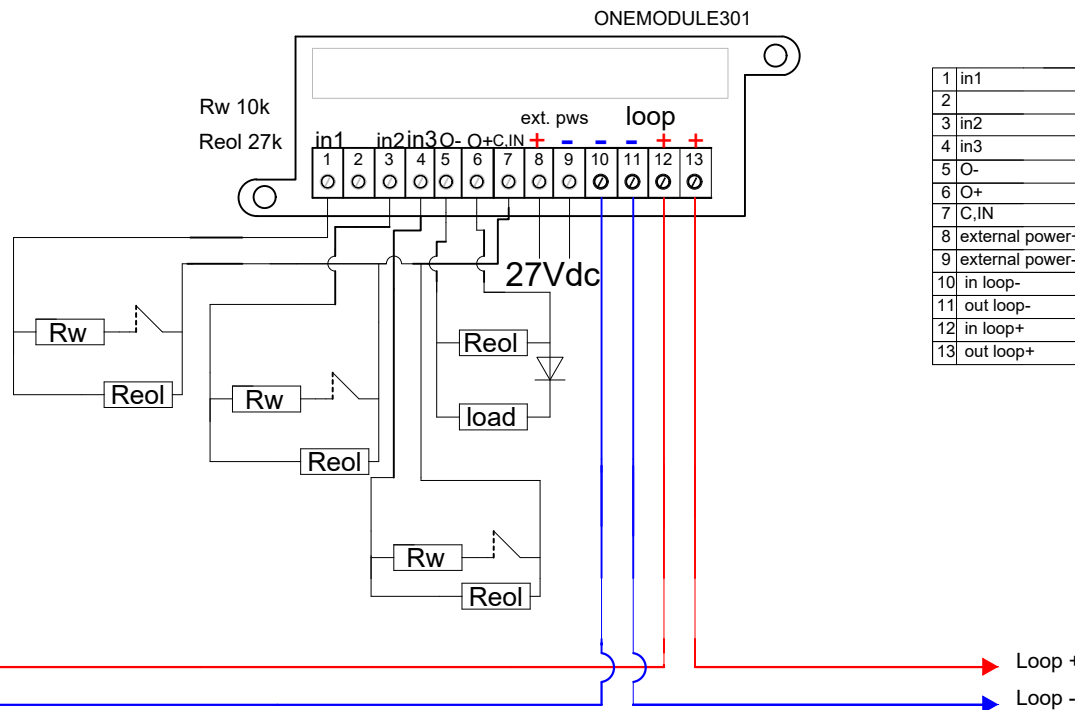 ONEMODULE301
Rw 10k
Reol 27k
ext. pws
loop
in1 in2 in3 O- O+ C,IN + - - - + +
1 2 3 4 5 6 7 8 9 10 11 12 13
27Vdc
Rw
Reol
Rw
Reol
Reol
load
Rw
Reol
Loop +
Loop -
1 in1
2
3 in2
4 in3
5 O-
6 O+
7 C,IN
8 external power+
9 external power-
10 in loop-
11 out loop-
12 in loop+
13 out loop+